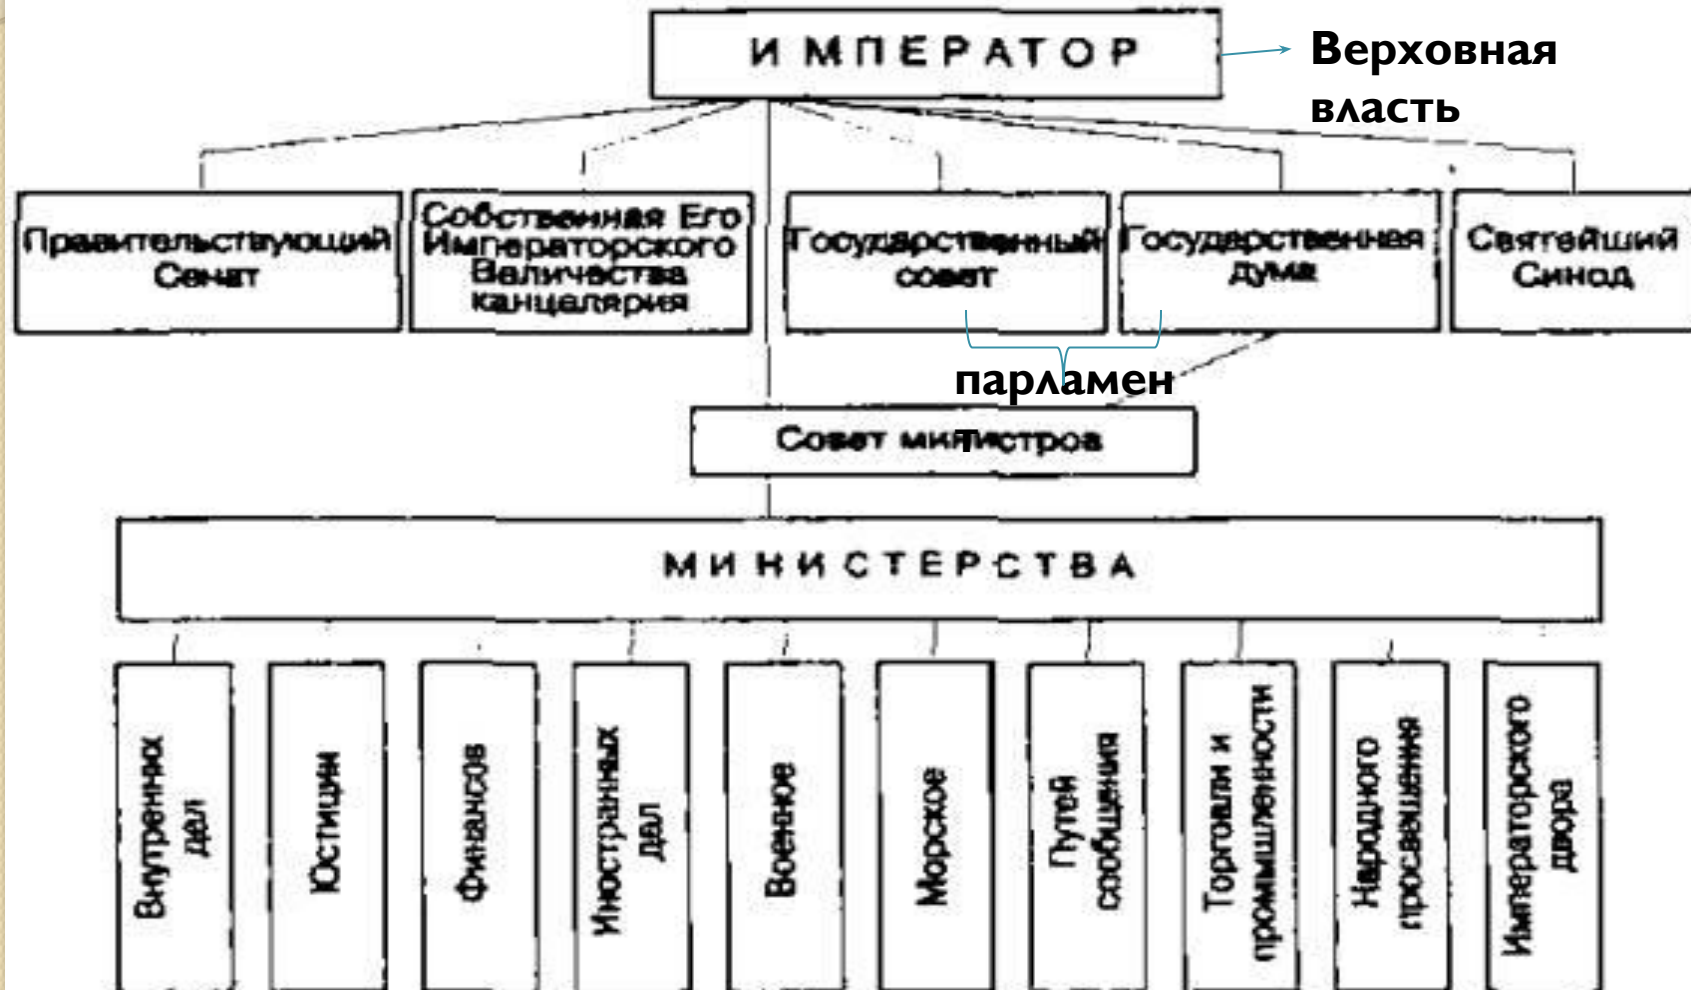 ИМПЕРАТОР
Верховная
власть
Правительствующий
Сенат
Собственная Его
Императорского
Величества
канцелярия
Государственный
совет
Государственная
дума
Святейший
Синод
парламен
т
Совет министров
МИНИСТЕРСТВА
Внутренних
дел
Юстиции
Финансов
Иностранных
дел
Военное
Морское
Путей
сообщения
Торговли и
промышленности
Народного
просвещения
Императорского
двора